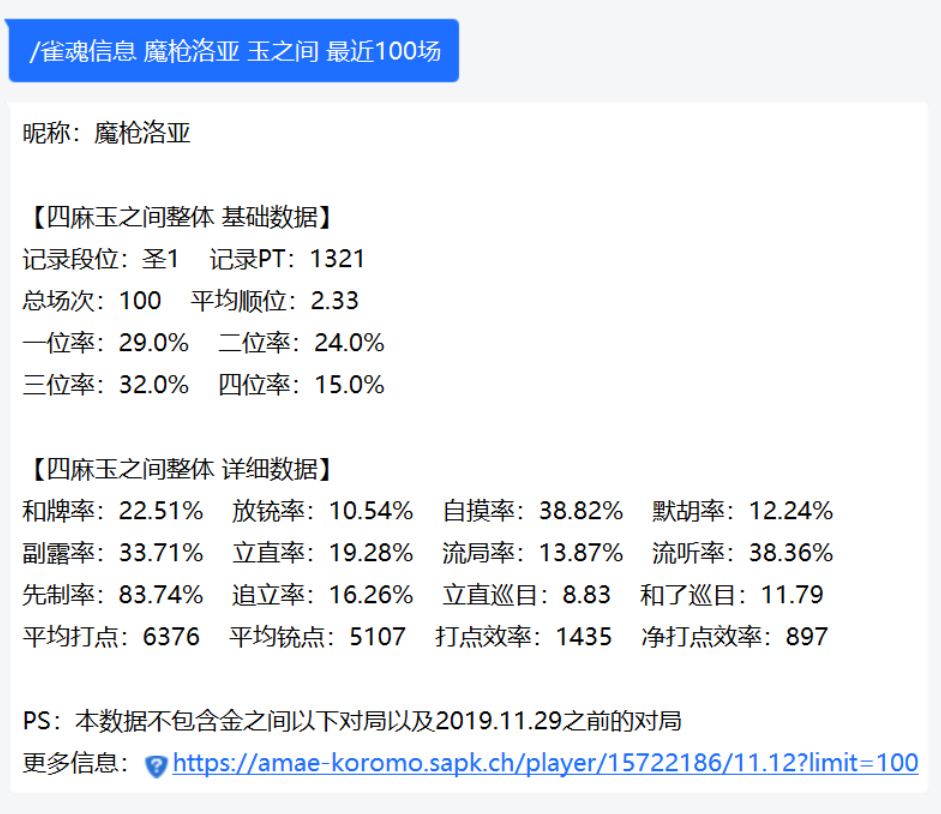 /雀魂信息 魔枪洛亚 玉之间 最近100场
昵称：魔枪洛亚
【四麻玉之间整体 基础数据】
记录段位：圣1 记录PT：1321
总场次：100 平均顺位：2.33
一位率：29.0% 二位率：24.0%
三位率：32.0% 四位率：15.0%
【四麻玉之间整体 详细数据】
和牌率：22.51% 放铳率：10.54% 自摸率：38.82% 默胡率：12.24%
副露率：33.71% 立直率：19.28% 流局率：13.87% 流听率：38.36%
先制率：83.74% 追立率：16.26% 立直巡目：8.83 和了巡目：11.79
平均打点：6376 平均铳点：5107 打点效率：1435 净打点效率：897
PS：本数据不包含金之间以下对局以及2019.11.29之前的对局
更多信息：https://amae-koromo.sapk.ch/player/15722186/11.12?limit=100